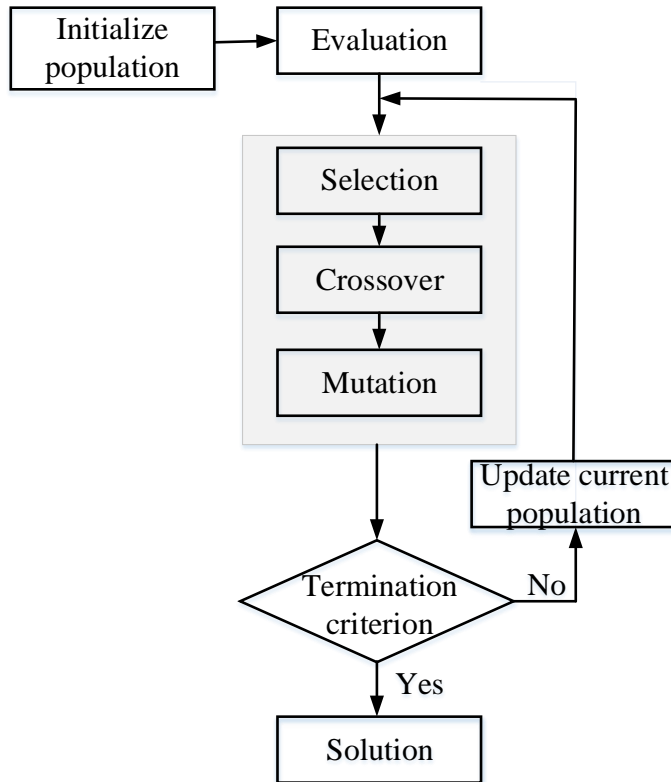 Initialize
population
Evaluation
Selection
Crossover
Mutation
Update current
population
Termination
criterion
No
Yes
Solution